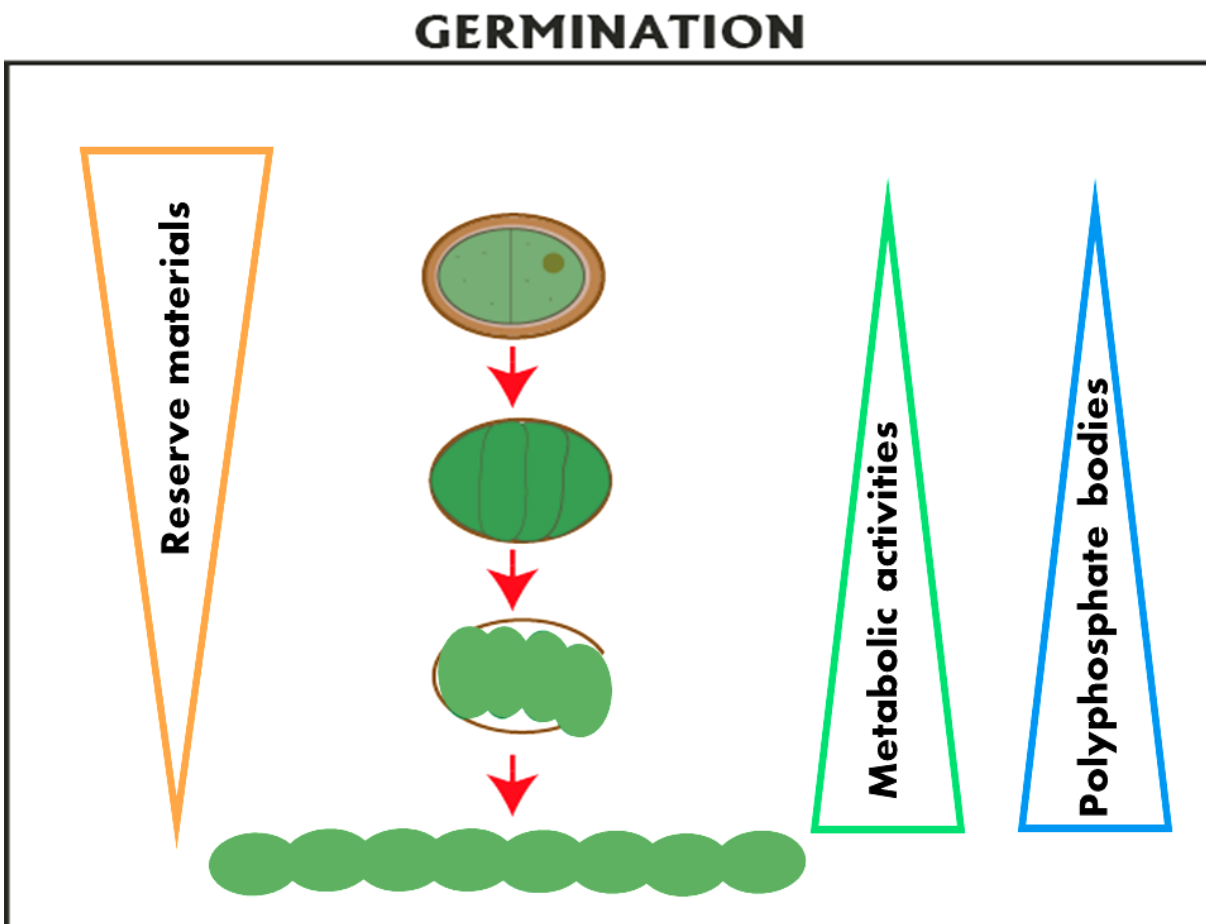 GERMINATION
Reserve materials
Metabolic activities
Polyphosphate bodies